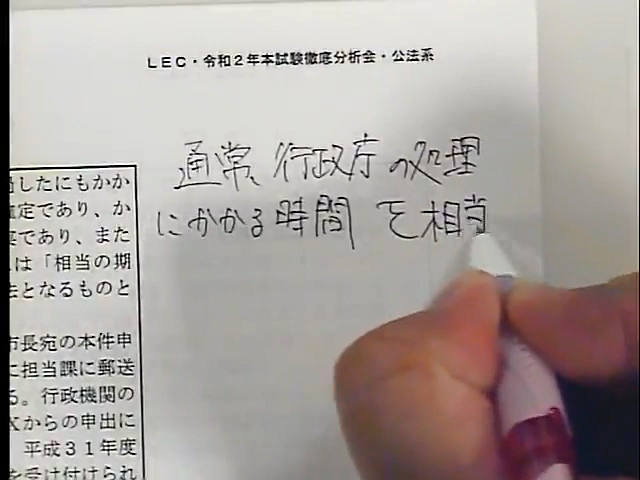 LEC・令和2年本試験徹底分析会・公法系
通常、行政庁の処理
にかかる時間 を相当
したにもかか
定であり、か
であり、また
は「相当の期
となるものと
市長宛の本件申
に担当課に郵送
る。行政機関の
Xからの申出に
平成31年度
を受け付けられ